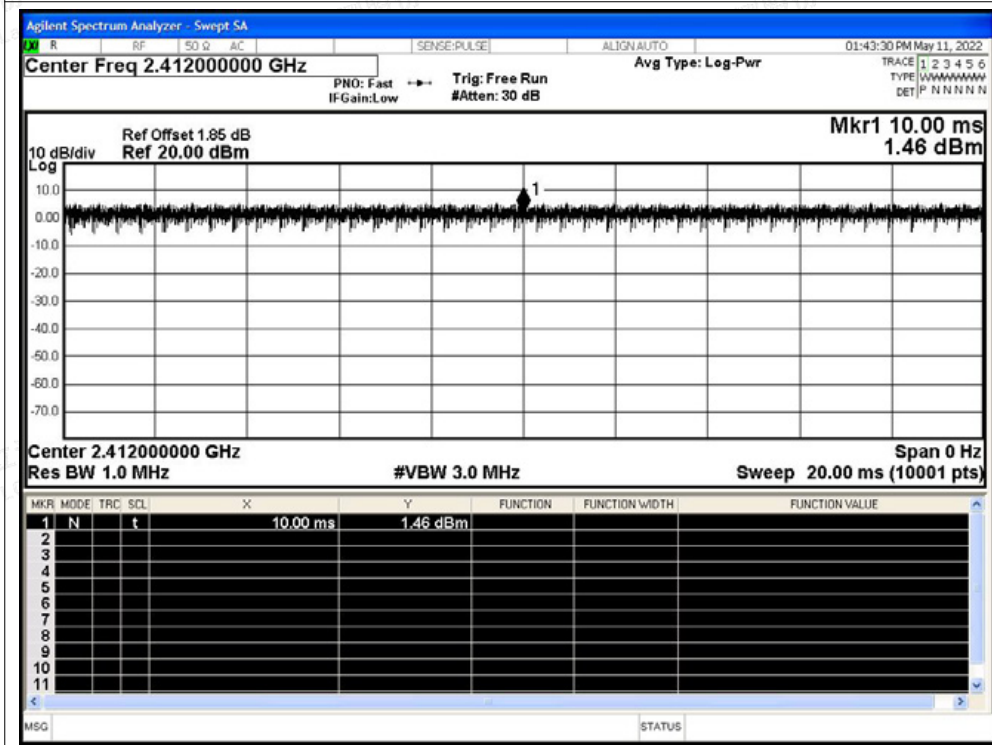 Agilent Spectrum Analyzer - Swept SA
LXI R RF 50 Ω AC SENSE:PULSE ALIGN AUTO 01:43:30 PM May 11, 2022
Center Freq 2.412000000 GHz
PNO: Fast
IFGain:Low
Trig: Free Run
#Atten: 30 dB
Avg Type: Log-Pwr
TRACE 1 2 3 4 5 6
TYPE WWWWWW
DET P N N N N N
Mkr1 10.00 ms
1.46 dBm
Ref Offset 1.85 dB
10 dB/div Ref 20.00 dBm
Log
10.0
0.00
-10.0
-20.0
-30.0
-40.0
-50.0
-60.0
-70.0
1
Center 2.412000000 GHz Span 0 Hz
Res BW 1.0 MHz #VBW 3.0 MHz Sweep 20.00 ms (10001 pts)
MKR MODE TRC SCL X Y FUNCTION FUNCTION WIDTH FUNCTION VALUE
1 N t 10.00 ms 1.46 dBm
2
3
4
5
6
7
8
9
10
11
MSG STATUS